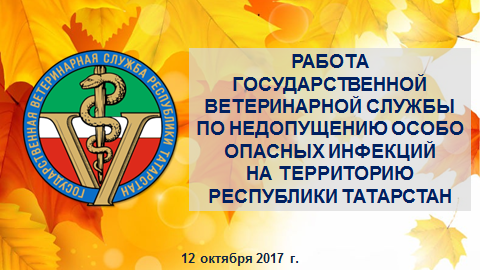 ГОСУДАРСТВЕННАЯ ВЕТЕРИНАРНАЯ СЛУЖБА РЕСПУБЛИКИ ТАТАРСТАН
РАБОТА
ГОСУДАРСТВЕННОЙ
ВЕТЕРИНАРНОЙ СЛУЖБЫ
ПО НЕДОПУЩЕНИЮ ОСОБО
ОПАСНЫХ ИНФЕКЦИЙ
НА ТЕРРИТОРИЮ
РЕСПУБЛИКИ ТАТАРСТАН
12 октября 2017 г.